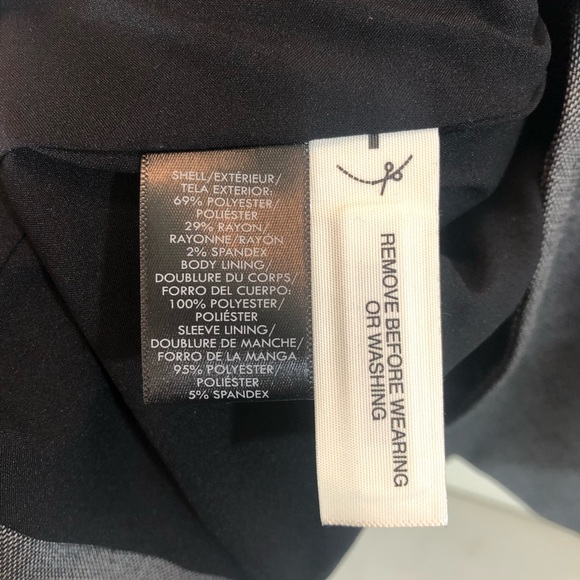 SHELL/EXTÉRIEUR/
TELA EXTERIOR:
69% POLYESTER/
POLIÉSTER
29% RAYON/
RAYONNE/RAYÓN
2% SPANDEX
BODY LINING/
DOUBLURE DU CORPS/
FORRO DEL CUERPO:
100% POLYESTER/
POLIÉSTER
SLEEVE LINING/
DOUBLURE DE MANCHE/
FORRO DE LA MANGA
95% POLYESTER
POLIÉSTER
5% SPANDEX
REMOVE BEFORE WEARING
OR WASHING